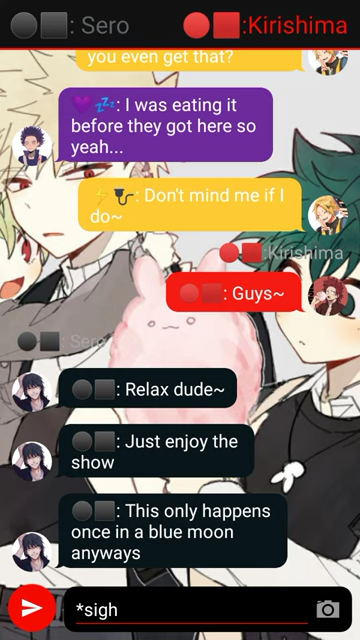 ⚫⬛: Sero 🔴🟥:Kirishima
you even get that?
💜💤: I was eating it
before they got here so
yeah...
⚡🔌: Don't mind me if I
do~
🔴🟥:Kirishima
🔴🟥: Guys~
⚫⬛: Sero
⚫⬛: Relax dude~
⚫⬛: Just enjoy the
show
⚫⬛: This only happens
once in a blue moon
anyways
*sigh